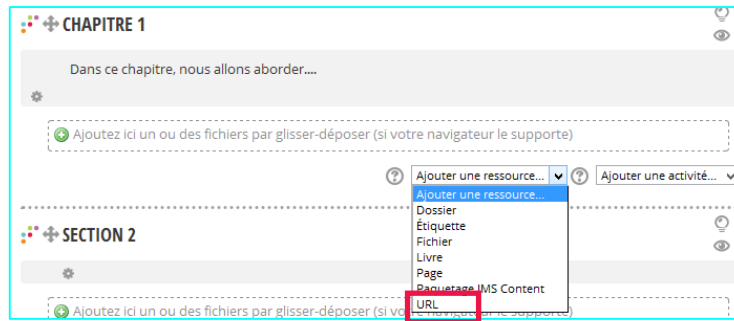 CHAPITRE 1
Dans ce chapitre, nous allons aborder....
Ajoutez ici un ou des fichiers par glisser-déposer (si votre navigateur le supporte)
Ajouter une ressource... Ajouter une activité...
Ajouter une ressource...
Dossier
Étiquette
SECTION 2
Fichier
Livre
Page
Paquetage IMS Content
URL
Ajoutez ici un ou des fichiers par glisser-déposer (si votre navigateur le supporte)